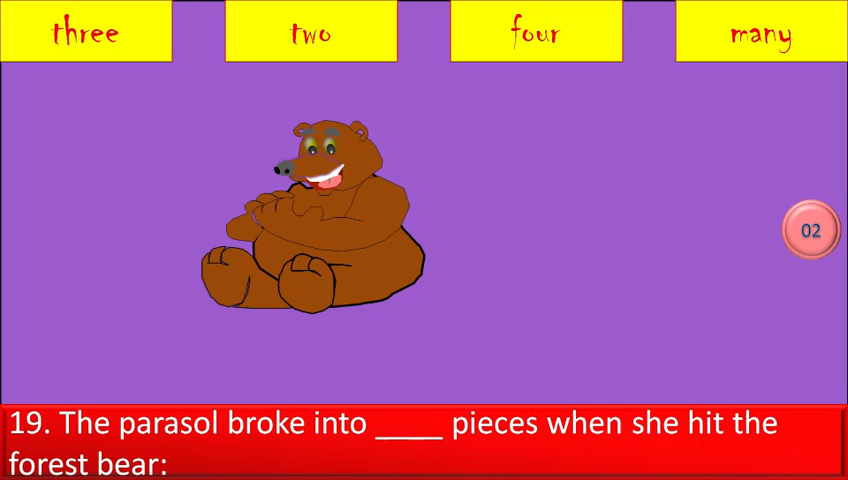 three two four many
02
19. The parasol broke into ____ pieces when she hit the
forest bear: